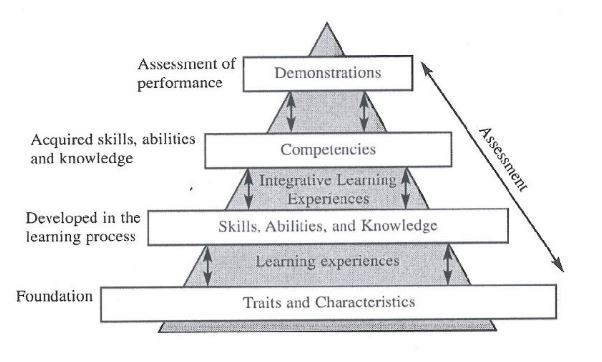 Assessment of
performance
Demonstrations
Acquired skills, abilities
and knowledge
Competencies
Assessment
Integrative Learning
Experiences
Developed in the
learning process
Skills, Abilities, and Knowledge
Learning experiences
Foundation
Traits and Characteristics